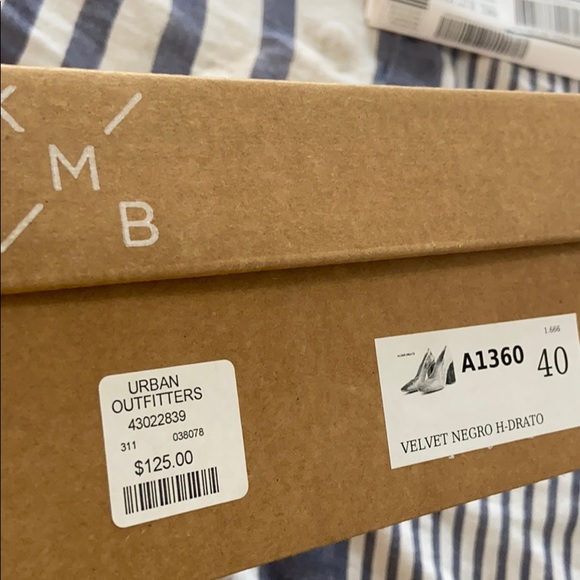 K
M
B
URBAN
OUTFITTERS
43022839
311 038078
$125.00
1.666
A1360 40
VELVET NEGRO H-DRATO